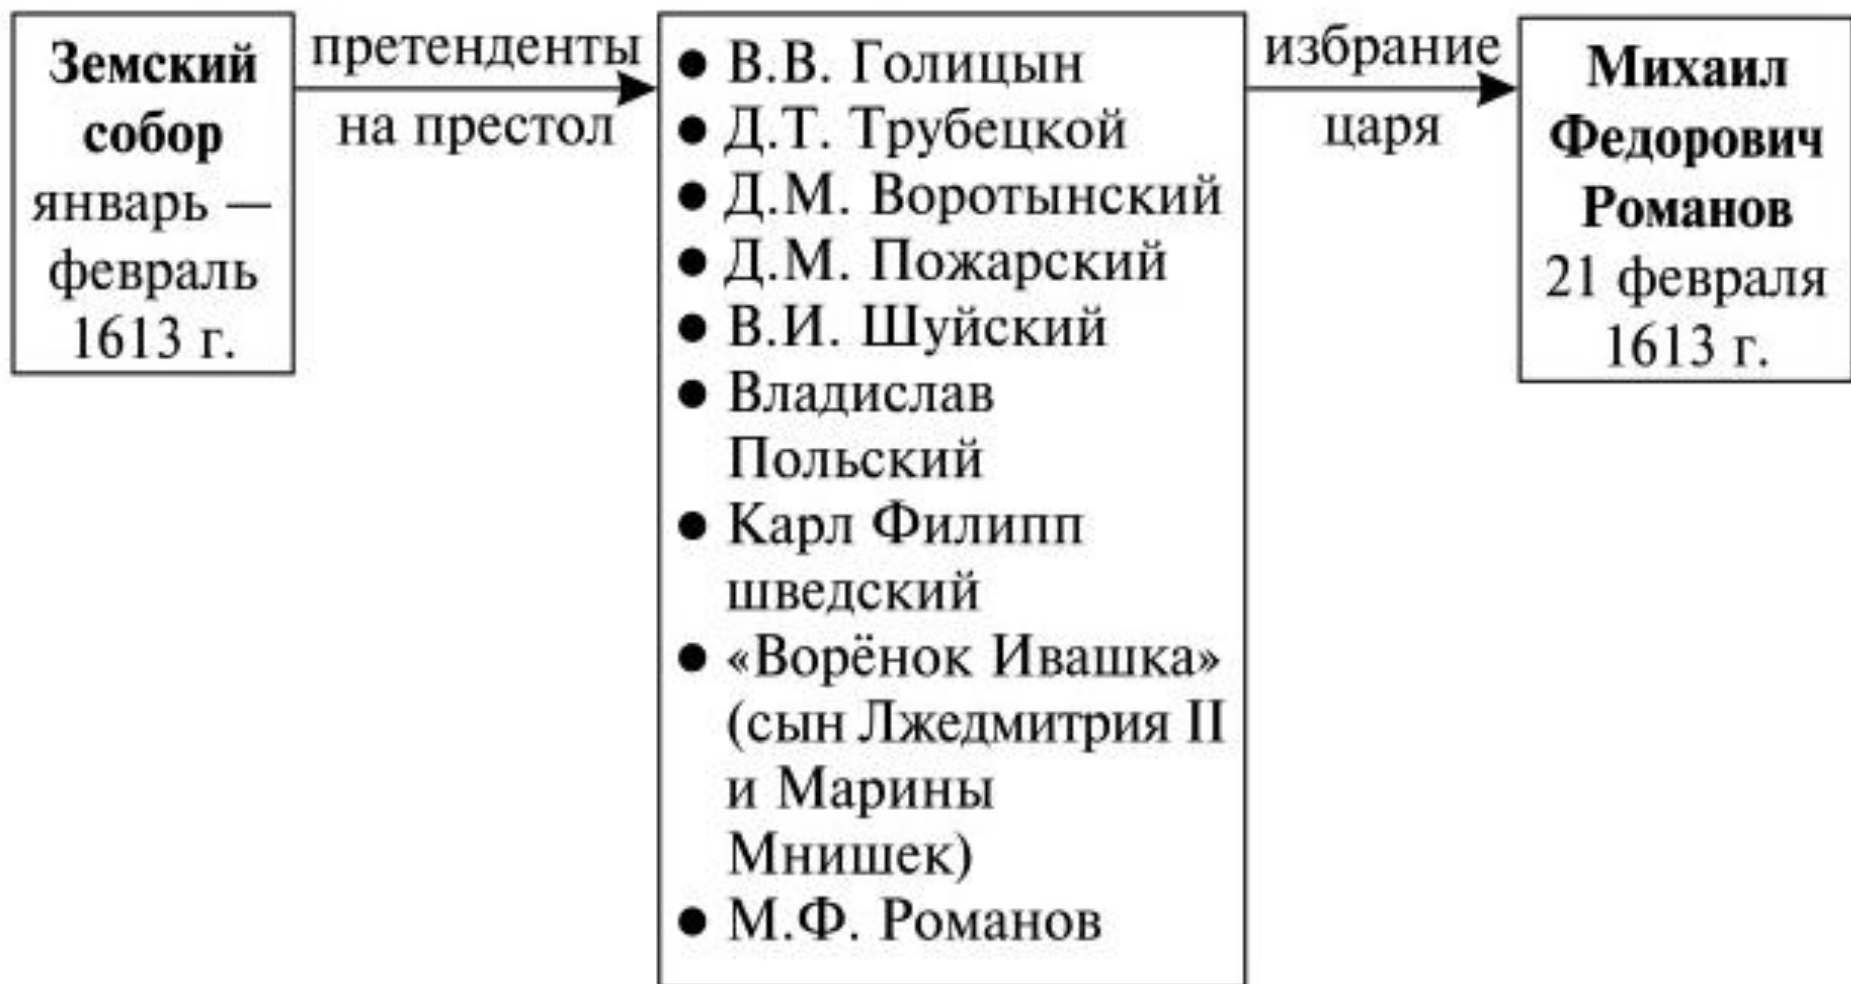 Земский
собор
январь —
февраль
1613 г.
претенденты
на престол
● В.В. Голицын
● Д.Т. Трубецкой
● Д.М. Воротынский
● Д.М. Пожарский
● В.И. Шуйский
● Владислав
Польский
● Карл Филипп
шведский
● «Ворёнок Ивашка»
(сын Лжедмитрия II
и Марины
Мнишек)
● М.Ф. Романов
избрание
царя
Михаил
Федорович
Романов
21 февраля
1613 г.